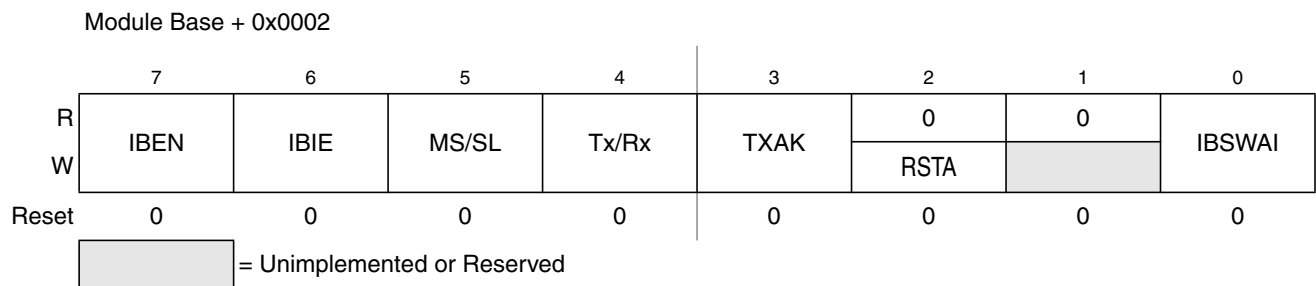 Module Base + 0x0002
7 6 5 4 3 2 1 0
R IBEN IBIE MS/SL Tx/Rx TXAK 0 0 IBSWAI
W RSTA
Reset 0 0 0 0 0 0 0 0
= Unimplemented or Reserved